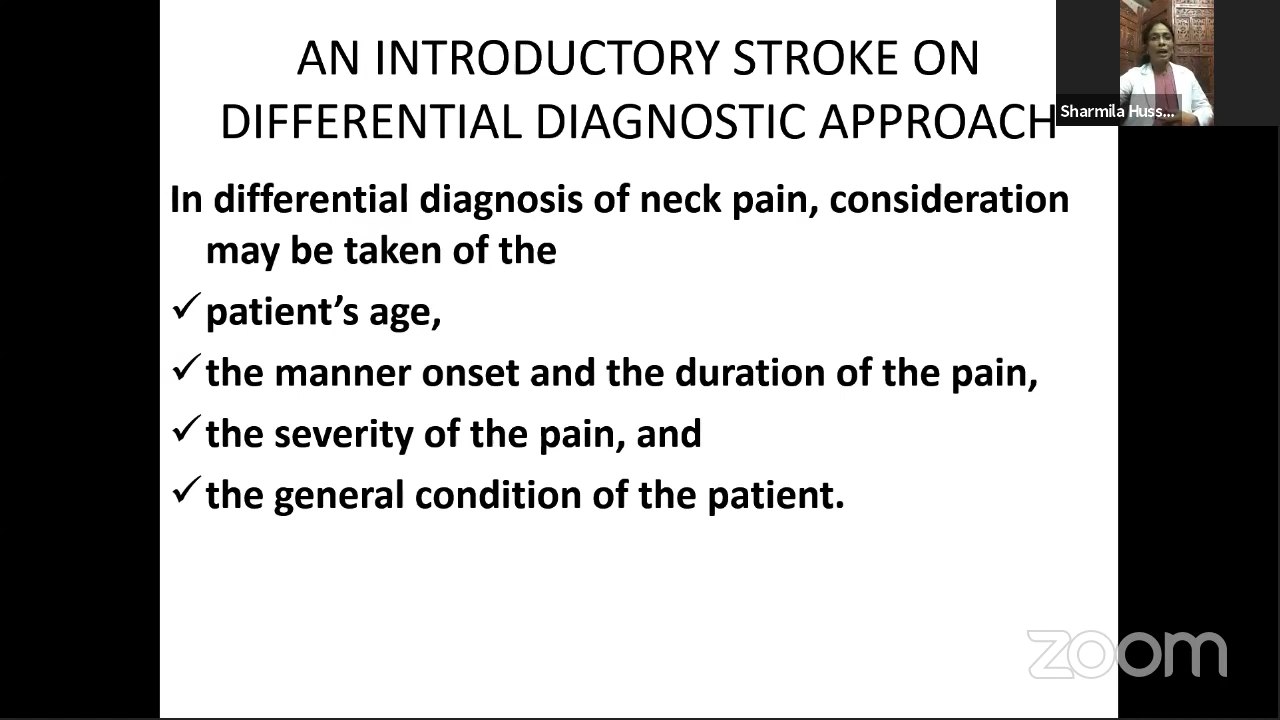 AN INTRODUCTORY STROKE ON
DIFFERENTIAL DIAGNOSTIC APPROACH
Sharmila Huss...
In differential diagnosis of neck pain, consideration
may be taken of the
✓ patient’s age,
✓ the manner onset and the duration of the pain,
✓ the severity of the pain, and
✓ the general condition of the patient.
zoom